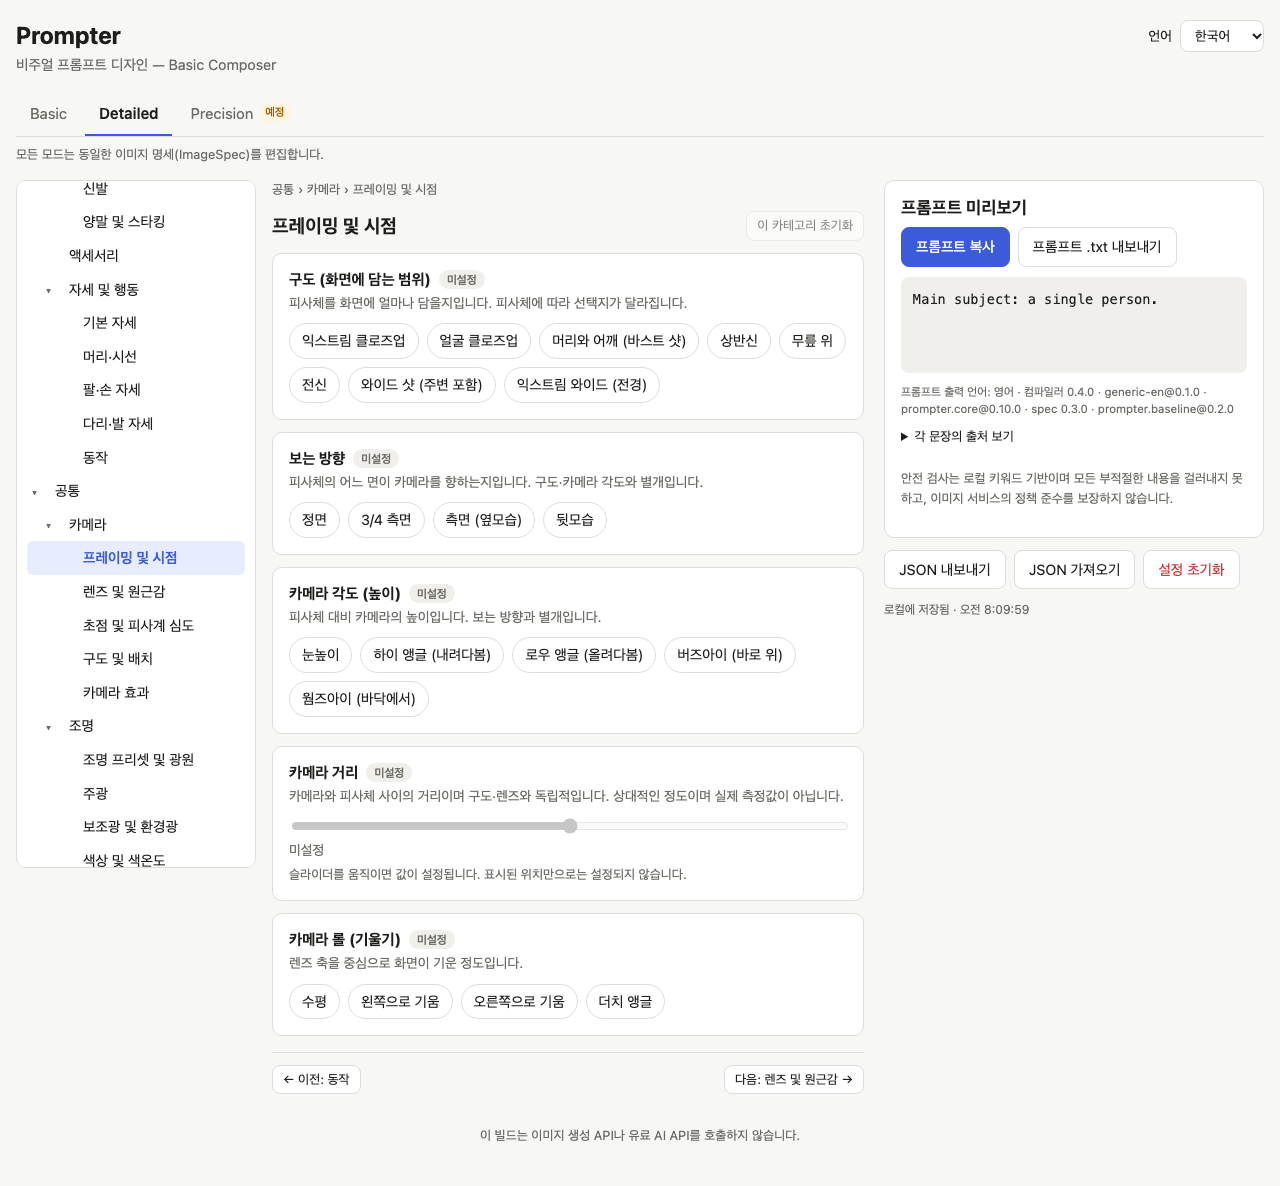 Prompter
언어
한국어
비주얼 프롬프트 디자인 — Basic Composer
Basic
Detailed
Precision 예정
모든 모드는 동일한 이미지 명세(ImageSpec)를 편집합니다.
신발
양말 및 스타킹
액세서리
자세 및 행동
기본 자세
머리·시선
팔·손 자세
다리·발 자세
동작
공통
카메라
프레이밍 및 시점
렌즈 및 원근감
초점 및 피사계 심도
구도 및 배치
카메라 효과
조명
조명 프리셋 및 광원
주광
보조광 및 환경광
색상 및 색온도
공통 › 카메라 › 프레이밍 및 시점
프레이밍 및 시점
이 카테고리 초기화
구도 (화면에 담는 범위) 미설정
피사체를 화면에 얼마나 담을지입니다. 피사체에 따라 선택지가 달라집니다.
익스트림 클로즈업
얼굴 클로즈업
머리와 어깨 (바스트 샷)
상반신
무릎 위
전신
와이드 샷 (주변 포함)
익스트림 와이드 (전경)
보는 방향 미설정
피사체의 어느 면이 카메라를 향하는지입니다. 구도·카메라 각도와 별개입니다.
정면
3/4 측면
측면 (옆모습)
뒷모습
카메라 각도 (높이) 미설정
피사체 대비 카메라의 높이입니다. 보는 방향과 별개입니다.
눈높이
하이 앵글 (내려다봄)
로우 앵글 (올려다봄)
버즈아이 (바로 위)
웜즈아이 (바닥에서)
카메라 거리 미설정
카메라와 피사체 사이의 거리이며 구도·렌즈와 독립적입니다. 상대적인 정도이며 실제 측정값이 아닙니다.
미설정
슬라이더를 움직이면 값이 설정됩니다. 표시된 위치만으로는 설정되지 않습니다.
카메라 롤 (기울기) 미설정
렌즈 축을 중심으로 화면이 기운 정도입니다.
수평
왼쪽으로 기움
오른쪽으로 기움
더치 앵글
← 이전: 동작
다음: 렌즈 및 원근감 →
프롬프트 미리보기
프롬프트 복사
프롬프트 .txt 내보내기
Main subject: a single person.
프롬프트 출력 언어: 영어 · 컴파일러 0.4.0 · generic-en@0.1.0 ·
prompter.core@0.10.0 · spec 0.3.0 · prompter.baseline@0.2.0
각 문장의 출처 보기
안전 검사는 로컬 키워드 기반이며 모든 부적절한 내용을 걸러내지 못
하고, 이미지 서비스의 정책 준수를 보장하지 않습니다.
JSON 내보내기
JSON 가져오기
설정 초기화
로컬에 저장됨 · 오전 8:09:59
이 빌드는 이미지 생성 API나 유료 AI API를 호출하지 않습니다.